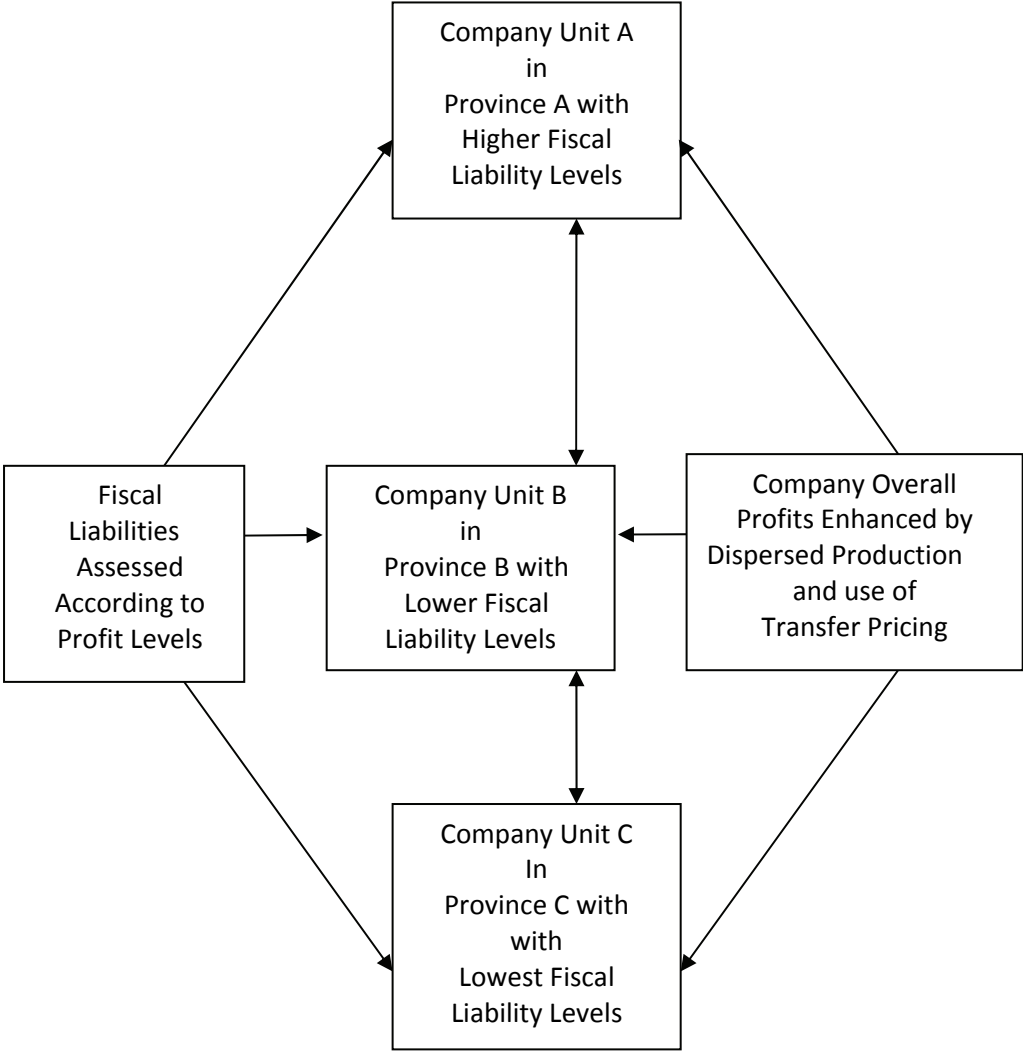 Company Unit A
in
Province A with
Higher Fiscal
Liability Levels
Fiscal
Liabilities
Assessed
According to
Profit Levels
Company Unit B
in
Province B with
Lower Fiscal
Liability Levels
Company Overall
Profits Enhanced by
Dispersed Production
and use of
Transfer Pricing
Company Unit C
In
Province C with
with
Lowest Fiscal
Liability Levels